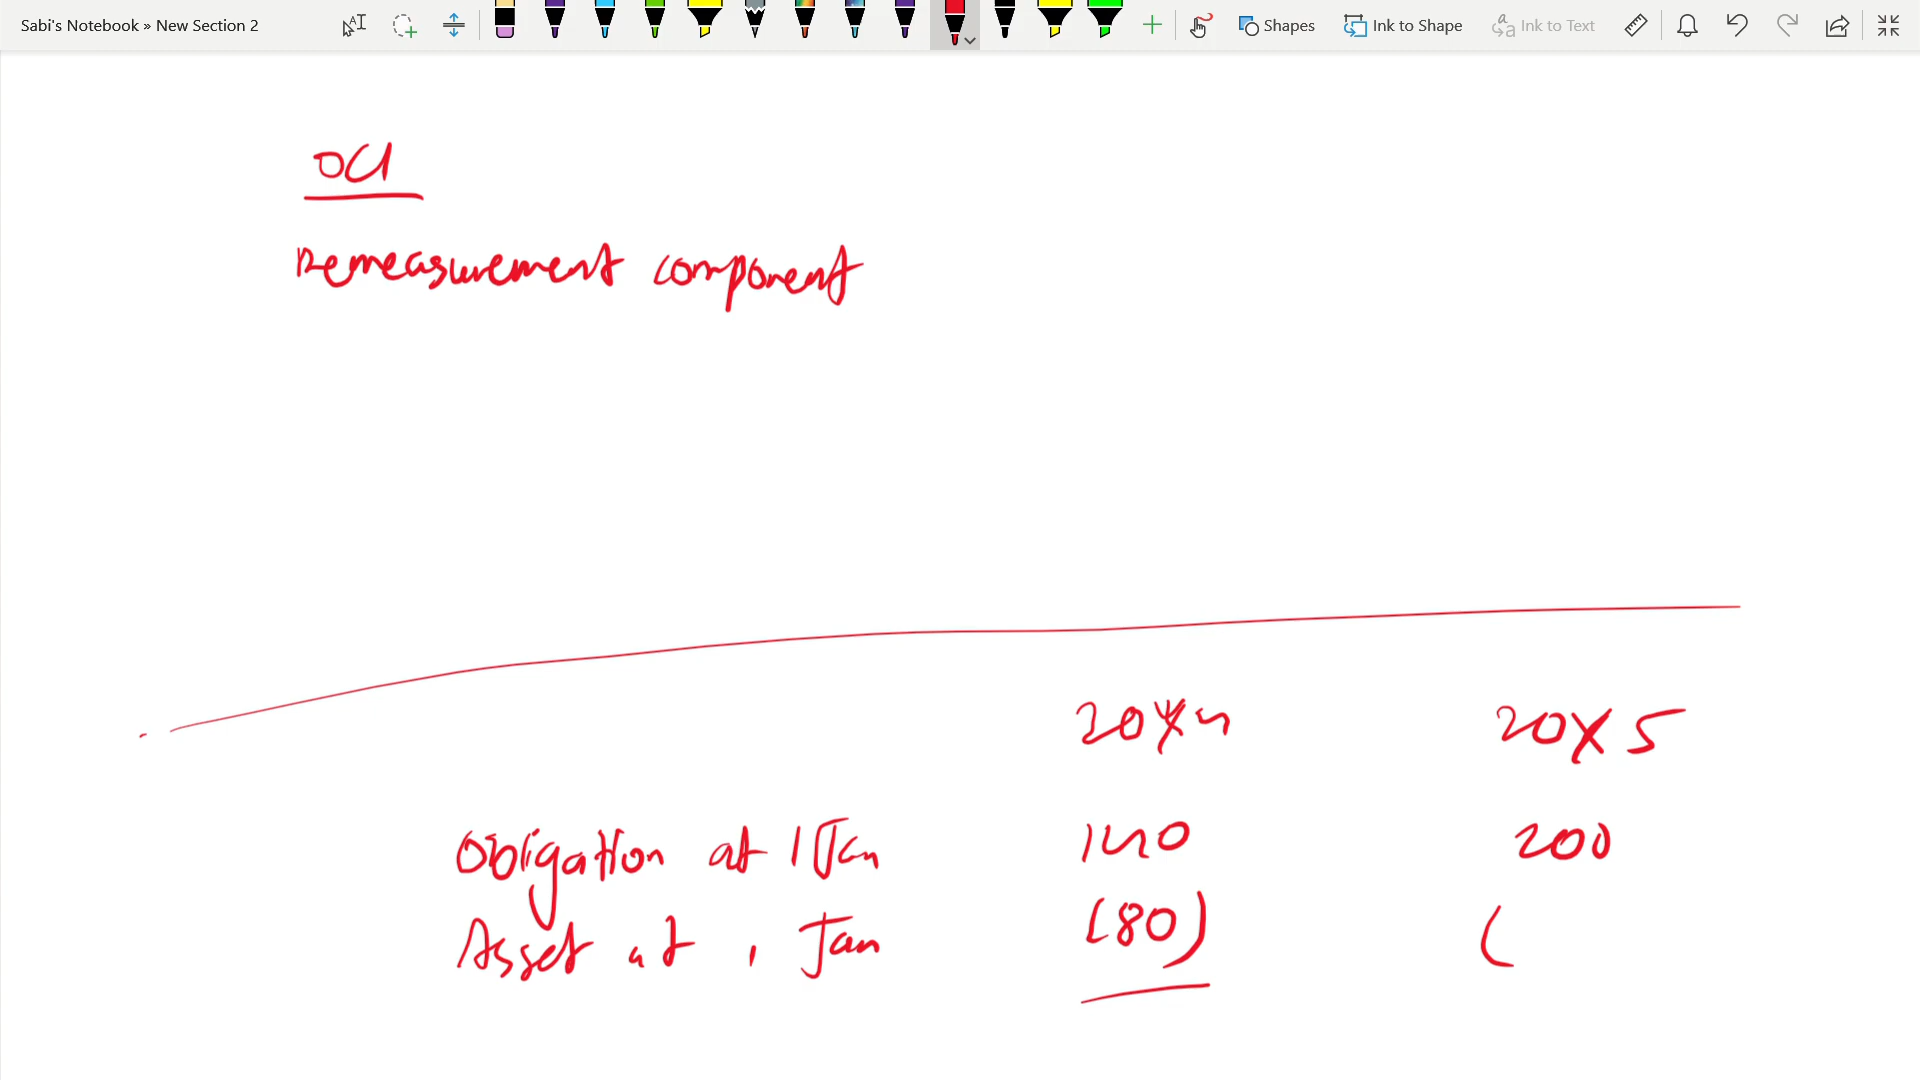 Sabi's Notebook » New Section 2 Shapes Ink to Shape Ink to Text
OCI
Remeasurement component
20X4 20X5
Obligation at 1 Jan 140 200
Asset at 1 Jan (80) (